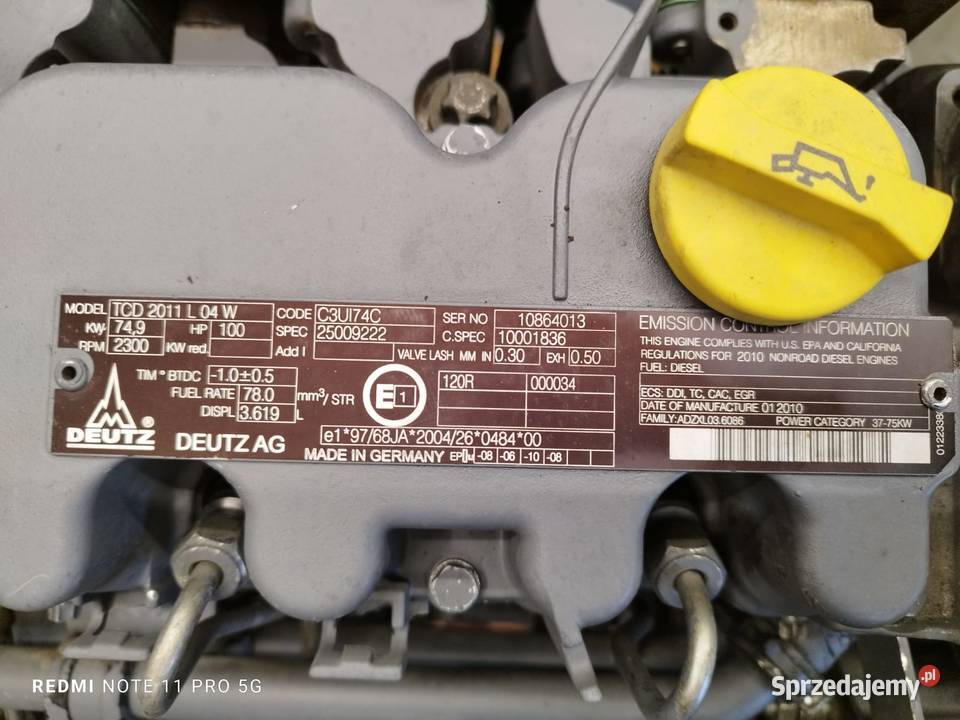 MODEL TCD 2011 L 04 W CODE C3UI74C SER NO 10864013
KW 74,9 HP 100 SPEC 25009222 C.SPEC 10001836
RPM 2300 KW red. Add I VALVE LASH MM IN 0.30 EXH 0.50
TIM ° BTDC -1.0±0.5
FUEL RATE 78.0 mm³/STR
DISPL 3.619 L
E 1
120R 000034
DEUTZ ® DEUTZ AG
e1*97/68JA*2004/26*0484*00
MADE IN GERMANY -08 -06 -10 -08
EMISSION CONTROL INFORMATION
THIS ENGINE COMPLIES WITH U.S. EPA AND CALIFORNIA
REGULATIONS FOR 2010 NONROAD DIESEL ENGINES
FUEL: DIESEL
ECS: DDI, TC, CAC, EGR
DATE OF MANUFACTURE 01 2010
FAMILY: ADZXL03.6086 POWER CATEGORY 37-75KW
REDMI NOTE 11 PRO 5G
Sprzedajemy.pl